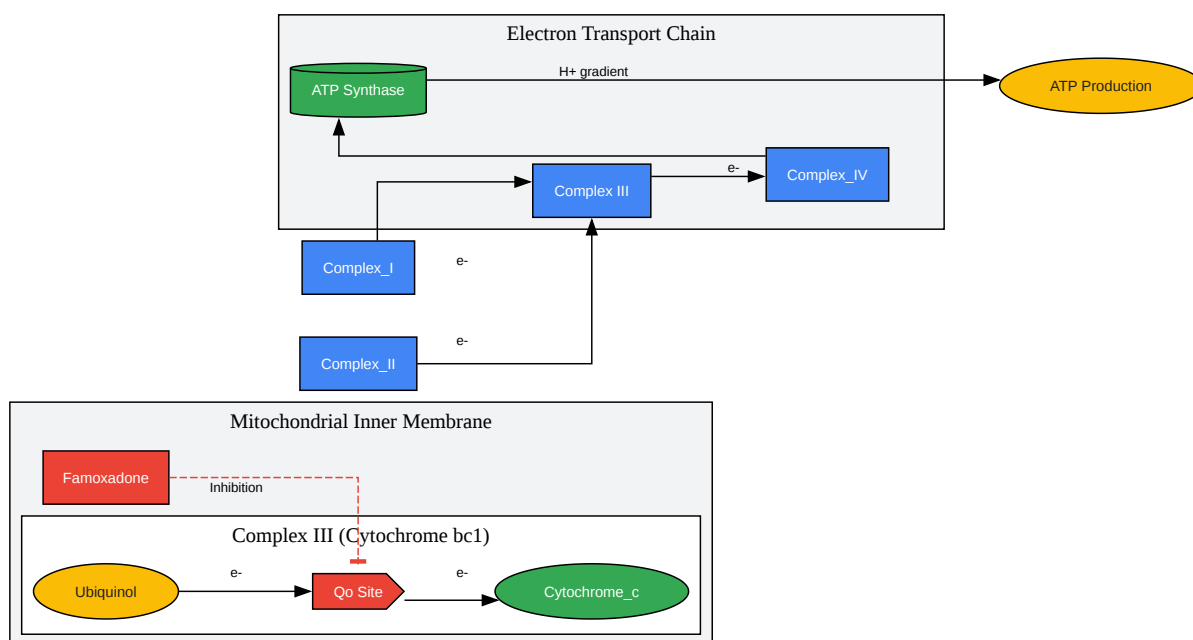 Electron Transport Chain
H+ gradient
ATP Synthase
ATP Production
e-
Complex_IV
Complex III
Complex_I
e-
e-
Complex_II
Mitochondrial Inner Membrane
Famoxadone
Inhibition
Complex III (Cytochrome bc1)
e-
e-
Ubiquinol
Qo Site
Cytochrome_c